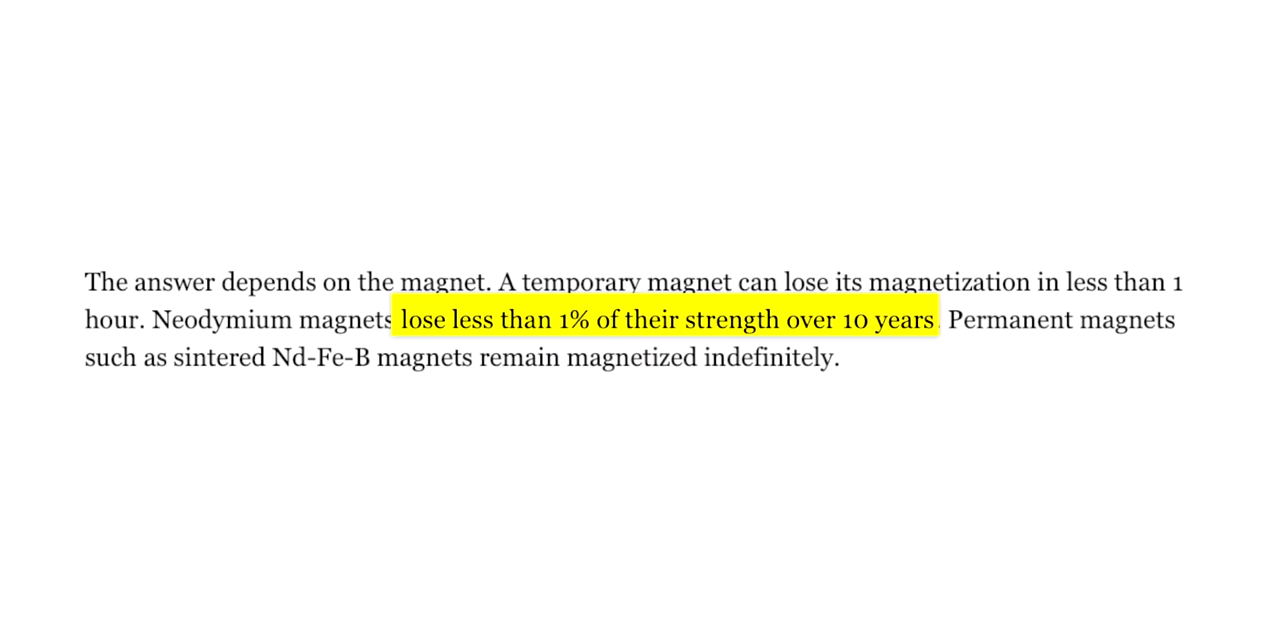 The answer depends on the magnet. A temporary magnet can lose its magnetization in less than 1
hour. Neodymium magnets lose less than 1% of their strength over 10 years. Permanent magnets
such as sintered Nd-Fe-B magnets remain magnetized indefinitely.